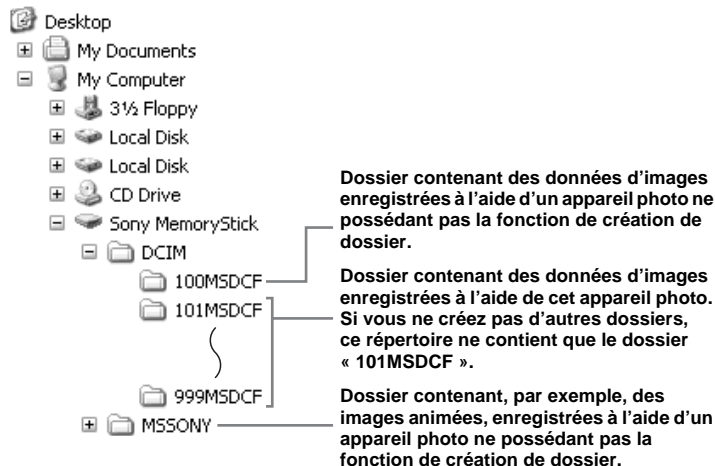 Desktop
My Documents
My Computer
3½ Floppy
Local Disk
Local Disk
CD Drive
Sony MemoryStick
DCIM
100MSDCF
101MSDCF
999MSDCF
MSSONY
Dossier contenant des données d’images
enregistrées à l’aide d’un appareil photo ne
possédant pas la fonction de création de
dossier.
Dossier contenant des données d’images
enregistrées à l’aide de cet appareil photo.
Si vous ne créez pas d’autres dossiers,
ce répertoire ne contient que le dossier
« 101MSDCF ».
Dossier contenant, par exemple, des
images animées, enregistrées à l’aide d’un
appareil photo ne possédant pas la
fonction de création de dossier.